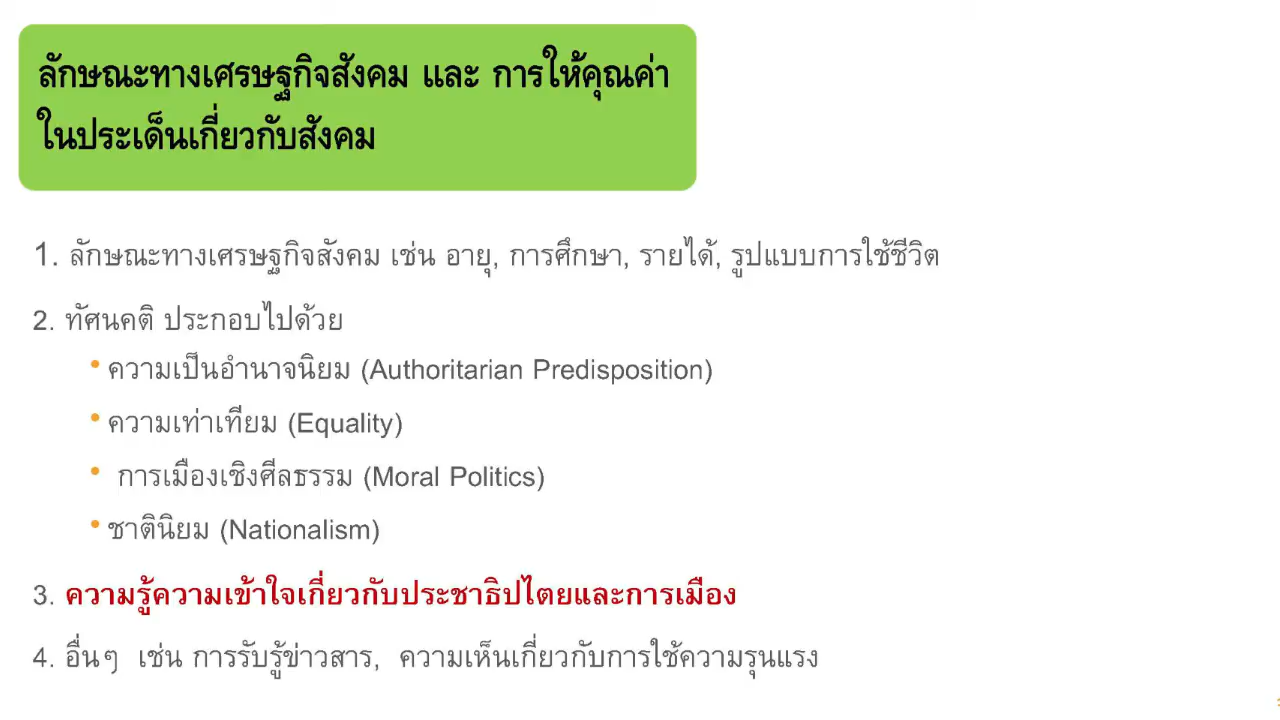 ลักษณะทางเศรษฐกิจสังคม และ การให้คุณค่า
ในประเด็นเกี่ยวกับสังคม
1. ลักษณะทางเศรษฐกิจสังคม เช่น อายุ, การศึกษา, รายได้, รูปแบบการใช้ชีวิต
2. ทัศนคติ ประกอบไปด้วย
• ความเป็นอำนาจนิยม (Authoritarian Predisposition)
• ความเท่าเทียม (Equality)
• การเมืองเชิงศีลธรรม (Moral Politics)
• ชาตินิยม (Nationalism)
3. ความรู้ความเข้าใจเกี่ยวกับประชาธิปไตยและการเมือง
4. อื่นๆ เช่น การรับรู้ข่าวสาร, ความเห็นเกี่ยวกับการใช้ความรุนแรง